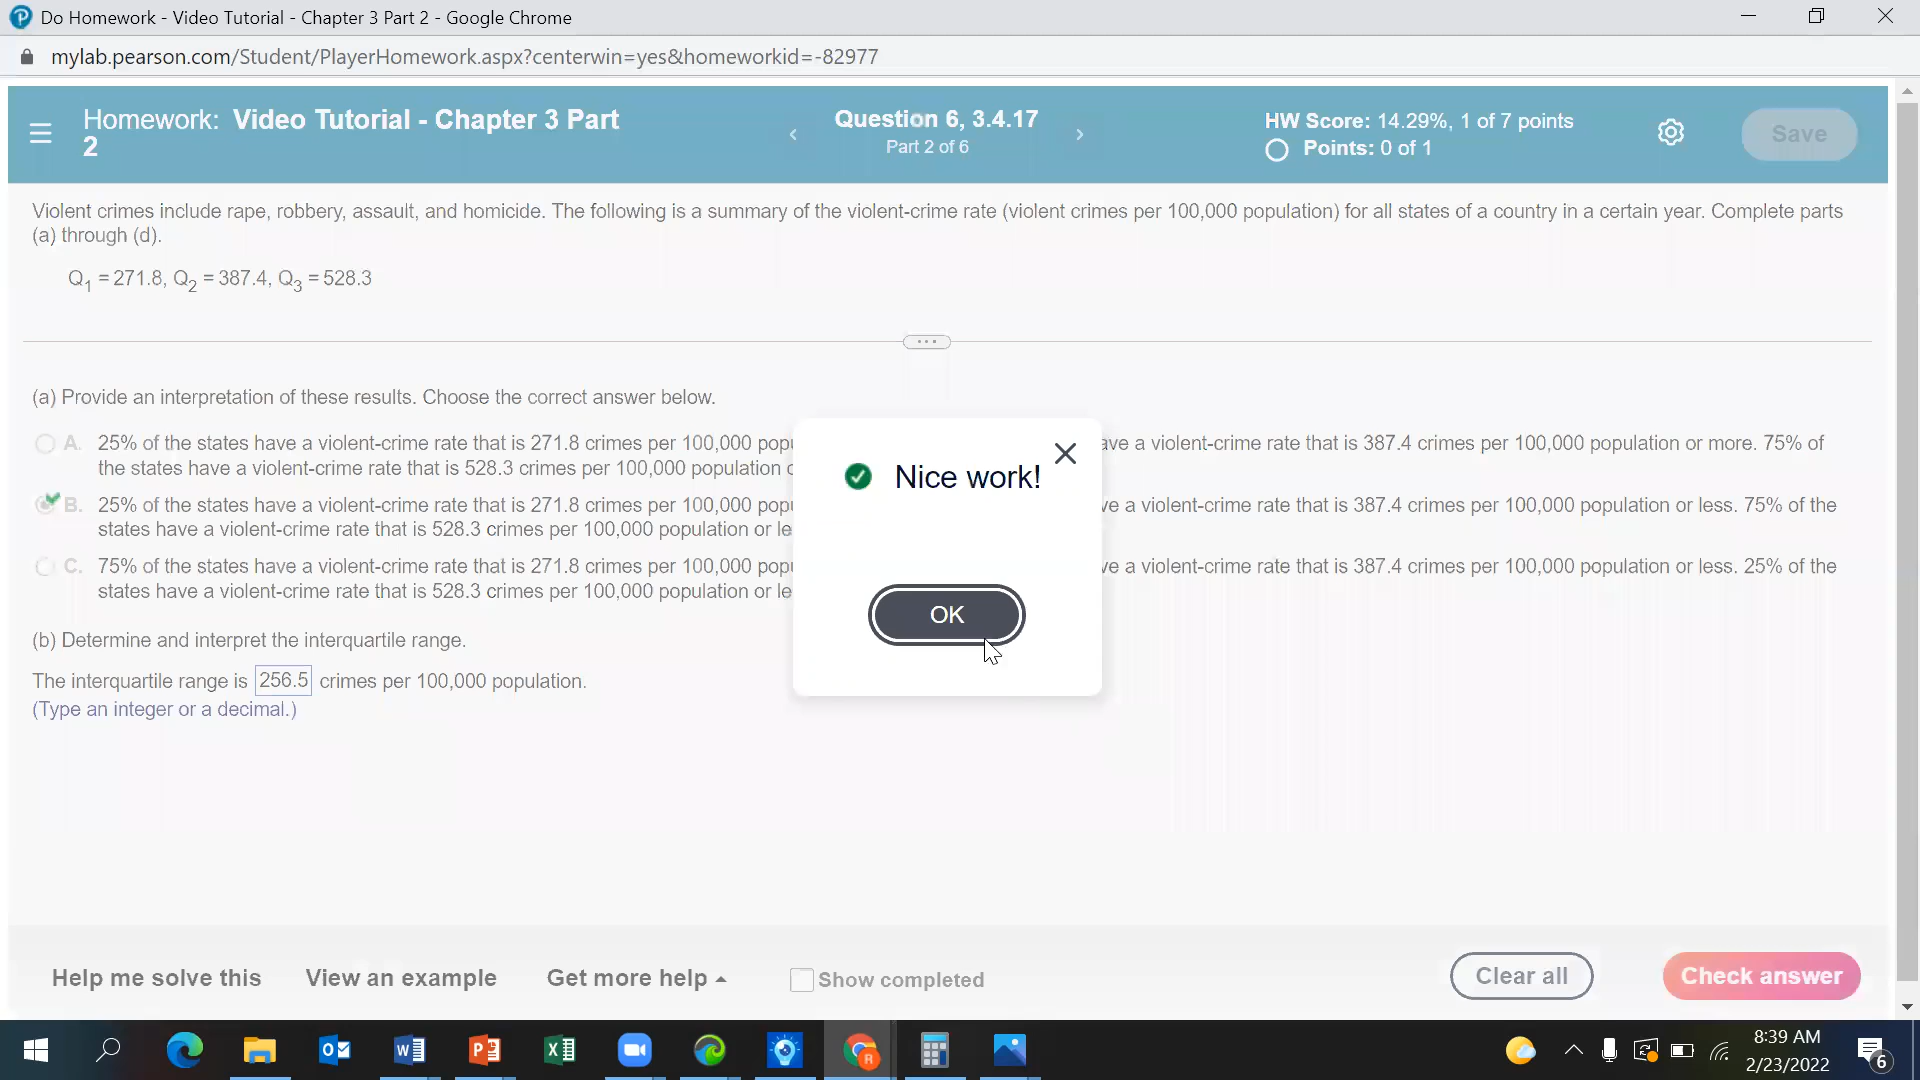 Do Homework - Video Tutorial - Chapter 3 Part 2 - Google Chrome
mylab.pearson.com/Student/PlayerHomework.aspx?centerwin=yes&homeworkid=-82977
Homework: Video Tutorial - Chapter 3 Part
2
Question 6, 3.4.17
Part 2 of 6
HW Score: 14.29%, 1 of 7 points
Points: 0 of 1
Save
Violent crimes include rape, robbery, assault, and homicide. The following is a summary of the violent-crime rate (violent crimes per 100,000 population) for all states of a country in a certain year. Complete parts
(a) through (d).
Q1 = 271.8, Q2 = 387.4, Q3 = 528.3
(a) Provide an interpretation of these results. Choose the correct answer below.
A. 25% of the states have a violent-crime rate that is 271.8 crimes per 100,000 popu ave a violent-crime rate that is 387.4 crimes per 100,000 population or more. 75% of
the states have a violent-crime rate that is 528.3 crimes per 100,000 population o
B. 25% of the states have a violent-crime rate that is 271.8 crimes per 100,000 popu ve a violent-crime rate that is 387.4 crimes per 100,000 population or less. 75% of the
states have a violent-crime rate that is 528.3 crimes per 100,000 population or le
C. 75% of the states have a violent-crime rate that is 271.8 crimes per 100,000 popu ve a violent-crime rate that is 387.4 crimes per 100,000 population or less. 25% of the
states have a violent-crime rate that is 528.3 crimes per 100,000 population or le
Nice work!
OK
(b) Determine and interpret the interquartile range.
The interquartile range is 256.5 crimes per 100,000 population.
(Type an integer or a decimal.)
Help me solve this
View an example
Get more help
Show completed
Clear all
Check answer
8:39 AM
2/23/2022
6